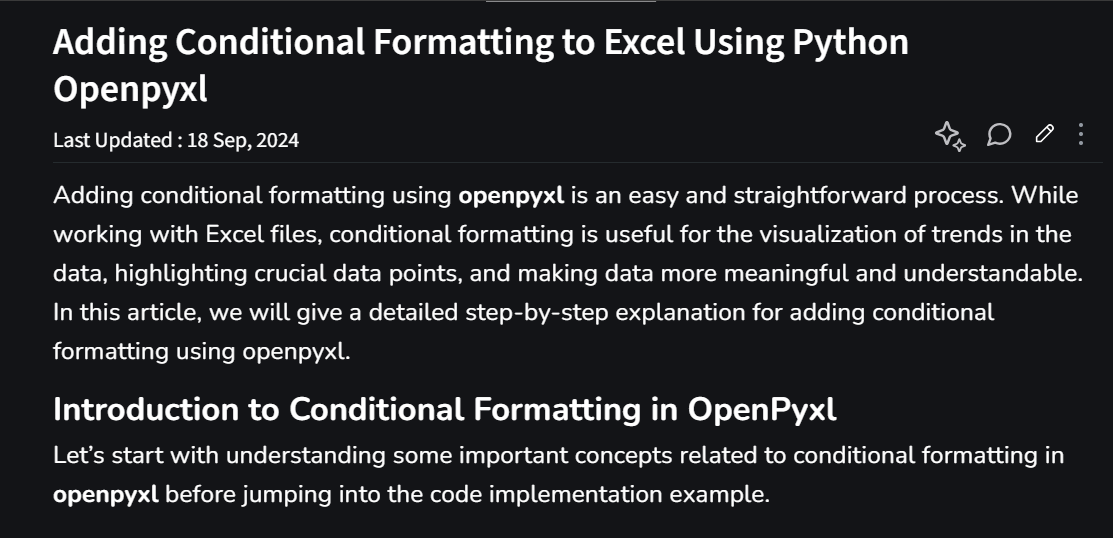 Adding Conditional Formatting to Excel Using Python
Openpyxl
Last Updated : 18 Sep, 2024
Adding conditional formatting using openpyxl is an easy and straightforward process. While
working with Excel files, conditional formatting is useful for the visualization of trends in the
data, highlighting crucial data points, and making data more meaningful and understandable.
In this article, we will give a detailed step-by-step explanation for adding conditional
formatting using openpyxl.
Introduction to Conditional Formatting in OpenPyxl
Let’s start with understanding some important concepts related to conditional formatting in
openpyxl before jumping into the code implementation example.